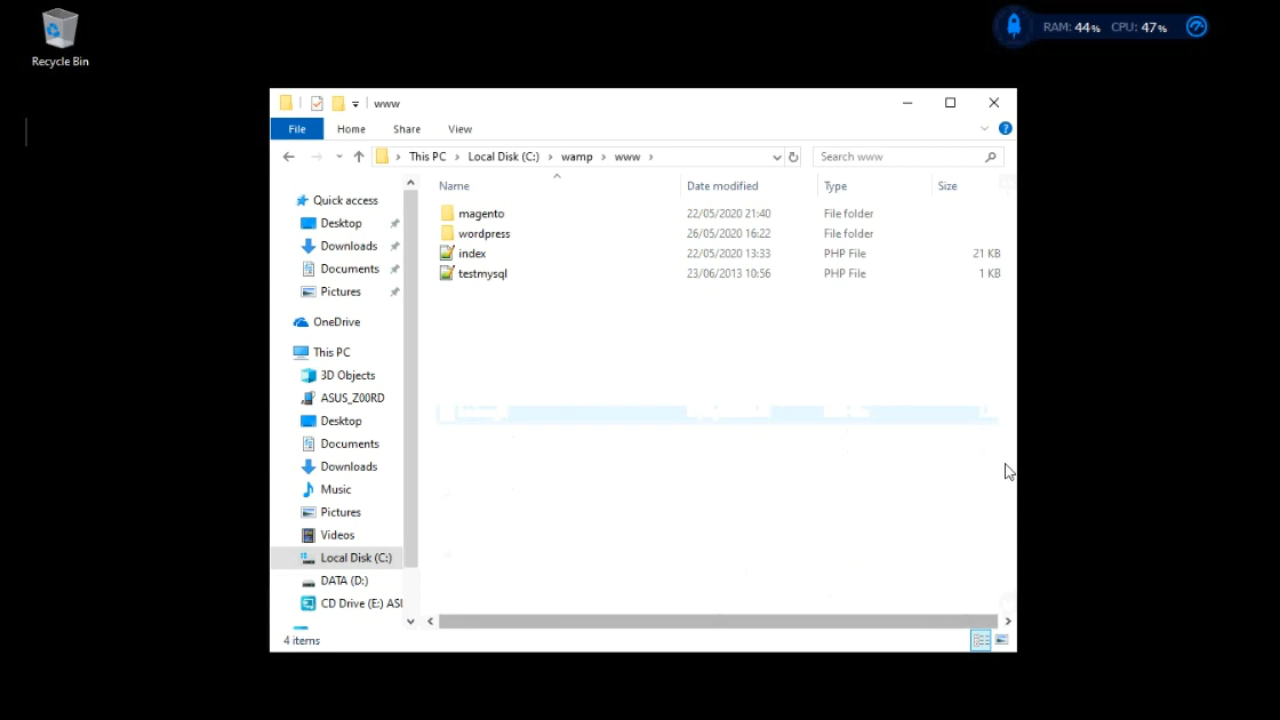 Recycle Bin
RAM: 44% CPU: 47%
www
File Home Share View
This PC Local Disk (C:) wamp www
Search www
Name Date modified Type Size
Quick access
Desktop
Downloads
Documents
Pictures
OneDrive
This PC
3D Objects
ASUS_Z00RD
Desktop
Documents
Downloads
Music
Pictures
Videos
Local Disk (C:)
DATA (D:)
CD Drive (E:) ASU
magento 22/05/2020 21:40 File folder
wordpress 26/05/2020 16:22 File folder
index 22/05/2020 13:33 PHP File 21 KB
testmysql 23/06/2013 10:56 PHP File 1 KB
4 items